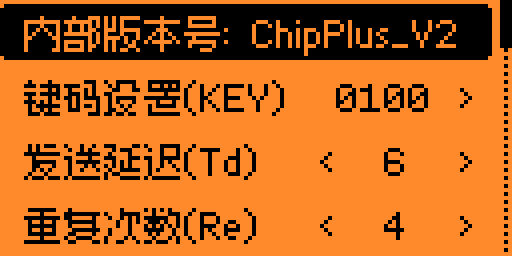 内部版本号: ChipPlus_V2
键码设置(KEY) 0100 >
发送延迟(Td) < 6 >
重复次数(Re) < 4 >